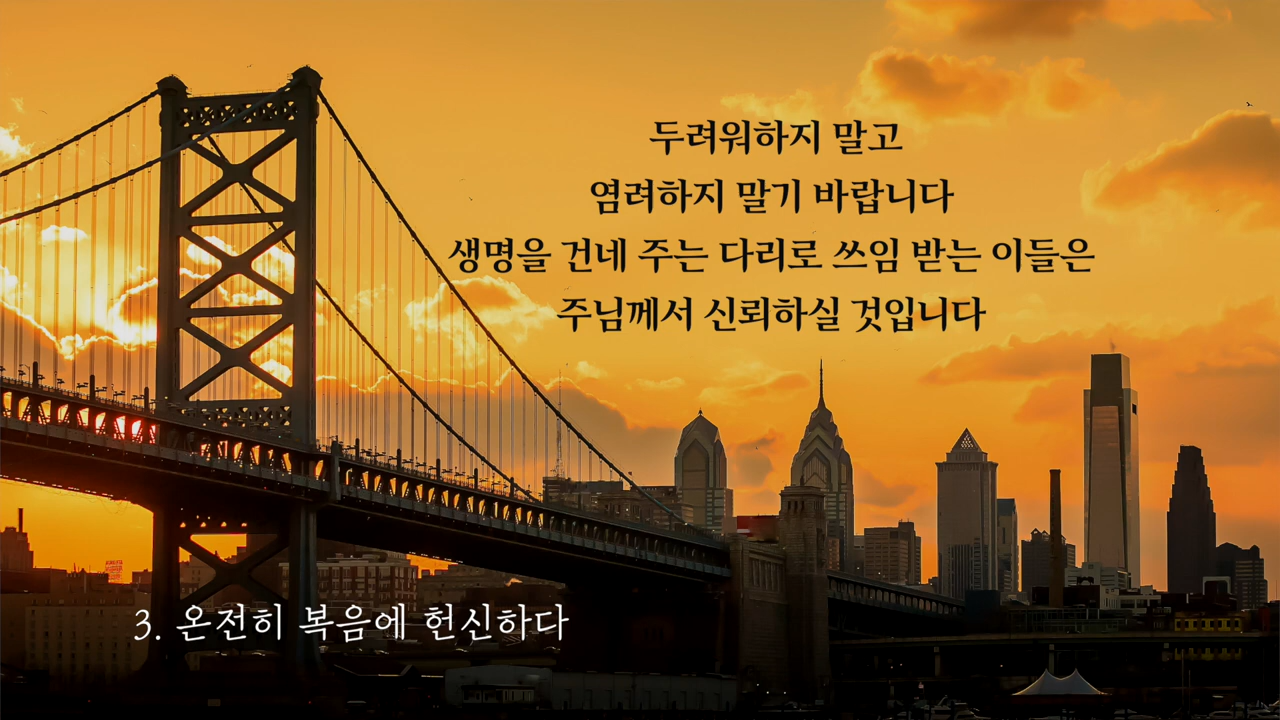 두려워하지 말고
염려하지 말기 바랍니다
생명을 건네 주는 다리로 쓰임 받는 이들은
주님께서 신뢰하실 것입니다
3. 온전히 복음에 헌신하다